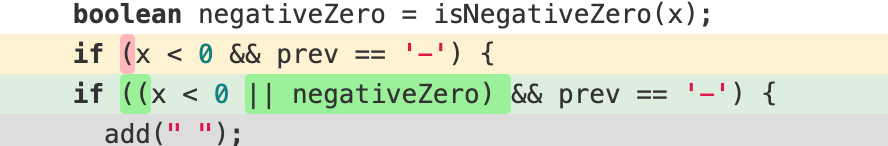 boolean negativeZero = isNegativeZero(x);
if (x < 0 && prev == '-') {
if ((x < 0 || negativeZero) && prev == '-') {
add(" ");